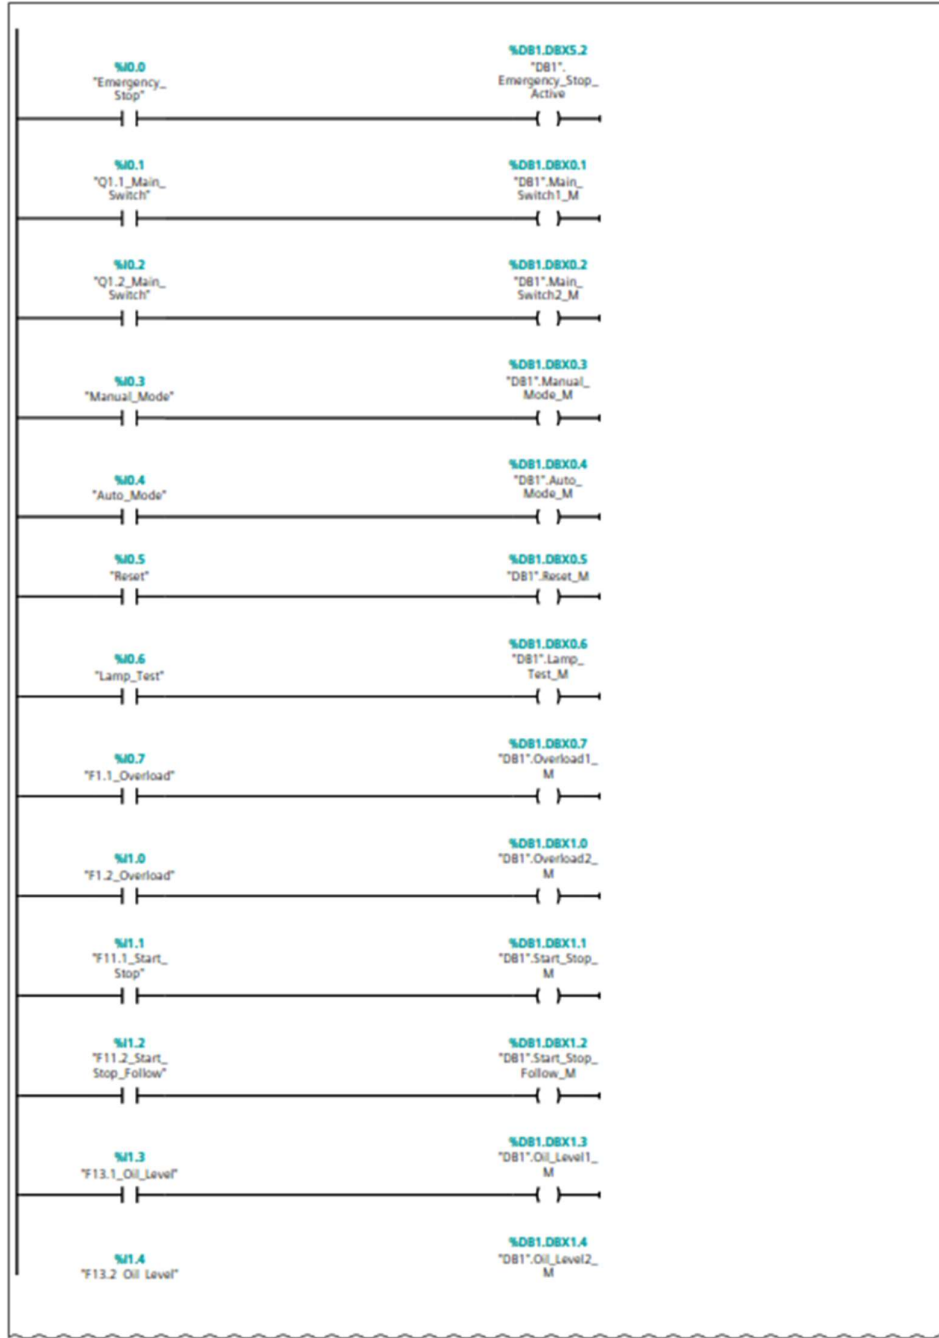 %I0.0
"Emergency_
Stop"
%DB1.DBX5.2
"DB1".
Emergency_Stop_
Active
%I0.1
"Q1.1_Main_
Switch"
%DB1.DBX0.1
"DB1".Main_
Switch1_M
%I0.2
"Q1.2_Main_
Switch"
%DB1.DBX0.2
"DB1".Main_
Switch2_M
%I0.3
"Manual_Mode"
%DB1.DBX0.3
"DB1".Manual_
Mode_M
%I0.4
"Auto_Mode"
%DB1.DBX0.4
"DB1".Auto_
Mode_M
%I0.5
"Reset"
%DB1.DBX0.5
"DB1".Reset_M
%I0.6
"Lamp_Test"
%DB1.DBX0.6
"DB1".Lamp_
Test_M
%I0.7
"F1.1_Overload"
%DB1.DBX0.7
"DB1".Overload1_
M
%I1.0
"F1.2_Overload"
%DB1.DBX1.0
"DB1".Overload2_
M
%I1.1
"F11.1_Start_
Stop"
%DB1.DBX1.1
"DB1".Start_Stop_
M
%I1.2
"F11.2_Start_
Stop_Follow"
%DB1.DBX1.2
"DB1".Start_Stop_
Follow_M
%I1.3
"F13.1_Oil_Level"
%DB1.DBX1.3
"DB1".Oil_Level1_
M
%I1.4
"F13.2_Oil_Level"
%DB1.DBX1.4
"DB1".Oil_Level2_
M